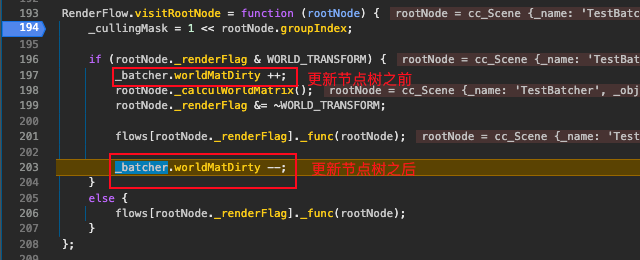 193 RenderFlow.visitRootNode = function (rootNode) { rootNode = cc_Scene {_name: 'TestBatc
194 _cullingMask = 1 << rootNode.groupIndex;
195
196 if (rootNode._renderFlag & WORLD_TRANSFORM) { rootNode = cc_Scene {_name: 'TestBatc
197 _batcher.worldMatDirty ++; 更新节点树之前
198 rootNode._calculWorldMatrix(); rootNode = cc_Scene {_name: 'TestBatcher', _obj
199 rootNode._renderFlag &= ~WORLD_TRANSFORM;
200
201 flows[rootNode._renderFlag]._func(rootNode); rootNode = cc_Scene {_name: 'Test
202
203 _batcher.worldMatDirty --; 更新节点树之后
204 }
205 else {
206 flows[rootNode._renderFlag]._func(rootNode);
207 }
208 };